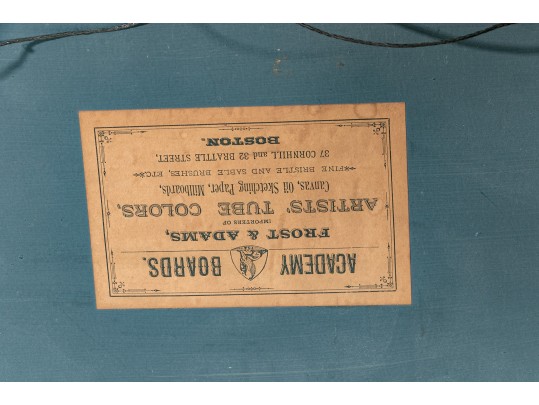 ACADEMY BOARDS.
FROST & ADAMS,
IMPORTERS OF
ARTISTS' TUBE COLORS,
Canvas, Oil Sketching Paper, Millboards,
FINE BRISTLE AND SABLE BRUSHES, ETC.
37 CORNHILL and 32 BRATTLE STREET,
BOSTON.